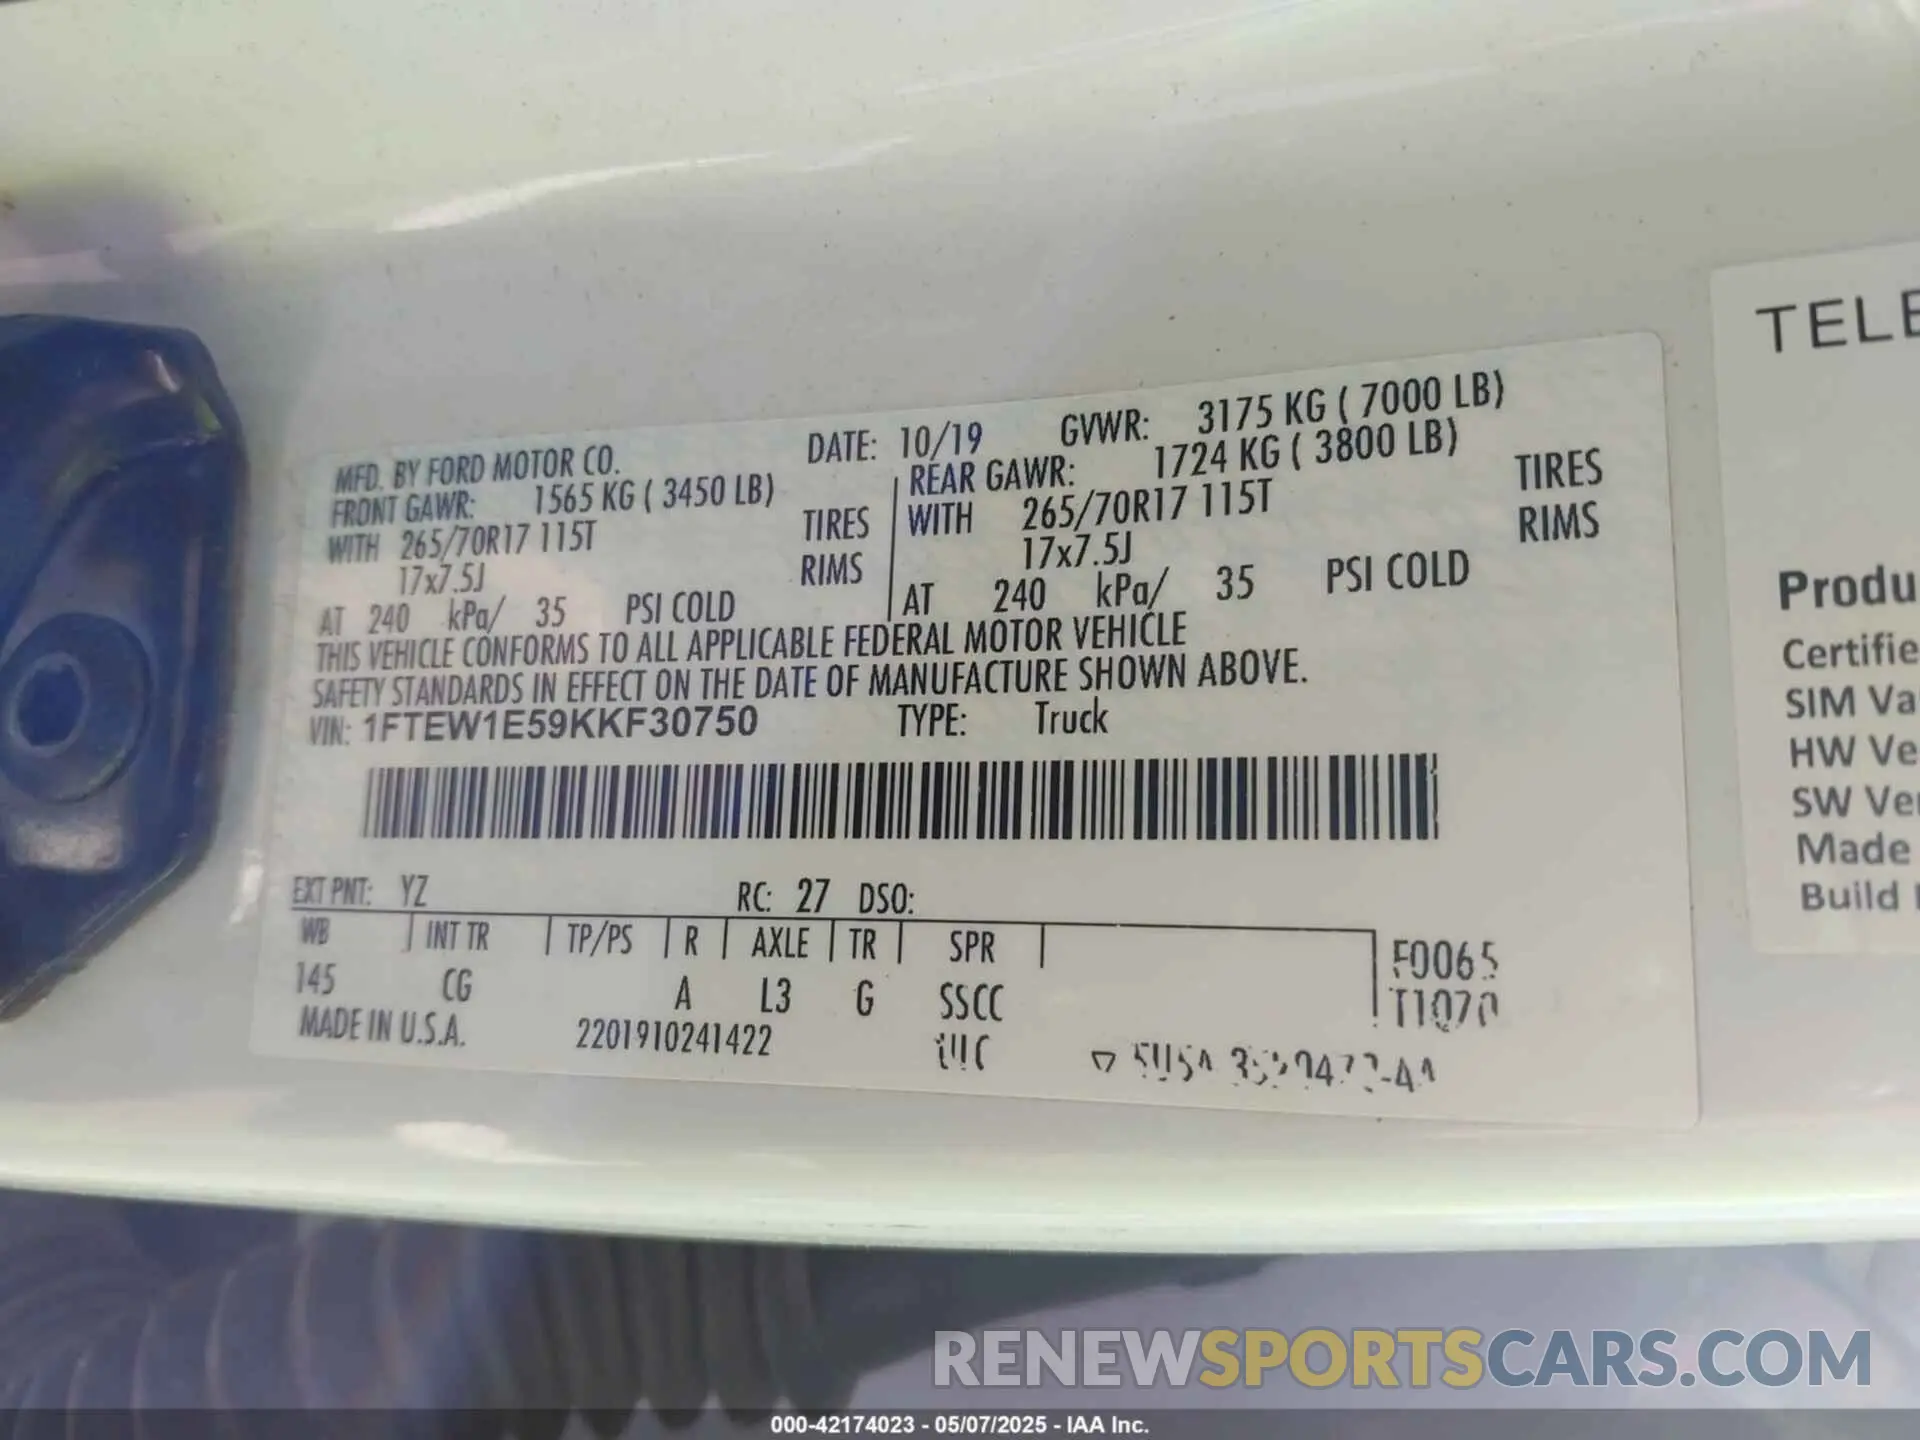 MFD. BY FORD MOTOR CO. DATE: 10/19 GVWR: 3175 KG ( 7000 LB)
FRONT GAWR: 1565 KG ( 3450 LB) REAR GAWR: 1724 KG ( 3800 LB)
WITH 265/70R17 115T TIRES WITH 265/70R17 115T TIRES
17x7.5J RIMS 17x7.5J RIMS
AT 240 kPa/ 35 PSI COLD AT 240 kPa/ 35 PSI COLD
THIS VEHICLE CONFORMS TO ALL APPLICABLE FEDERAL MOTOR VEHICLE
SAFETY STANDARDS IN EFFECT ON THE DATE OF MANUFACTURE SHOWN ABOVE.
VIN: 1FTEW1E59KKF30750 TYPE: Truck
EXT PNT: YZ RC: 27 DSO:
WB INT TR TP/PS R AXLE TR SPR
145 CG A L3 G SSCC
F0065
T1070
MADE IN U.S.A. 2201910241422
TELE
Produ
Certifie
SIM Va
HW Ve
SW Ver
Made
Build
RENEWSPORTSCARS.COM
000-42174023 - 05/07/2025 - IAA Inc.